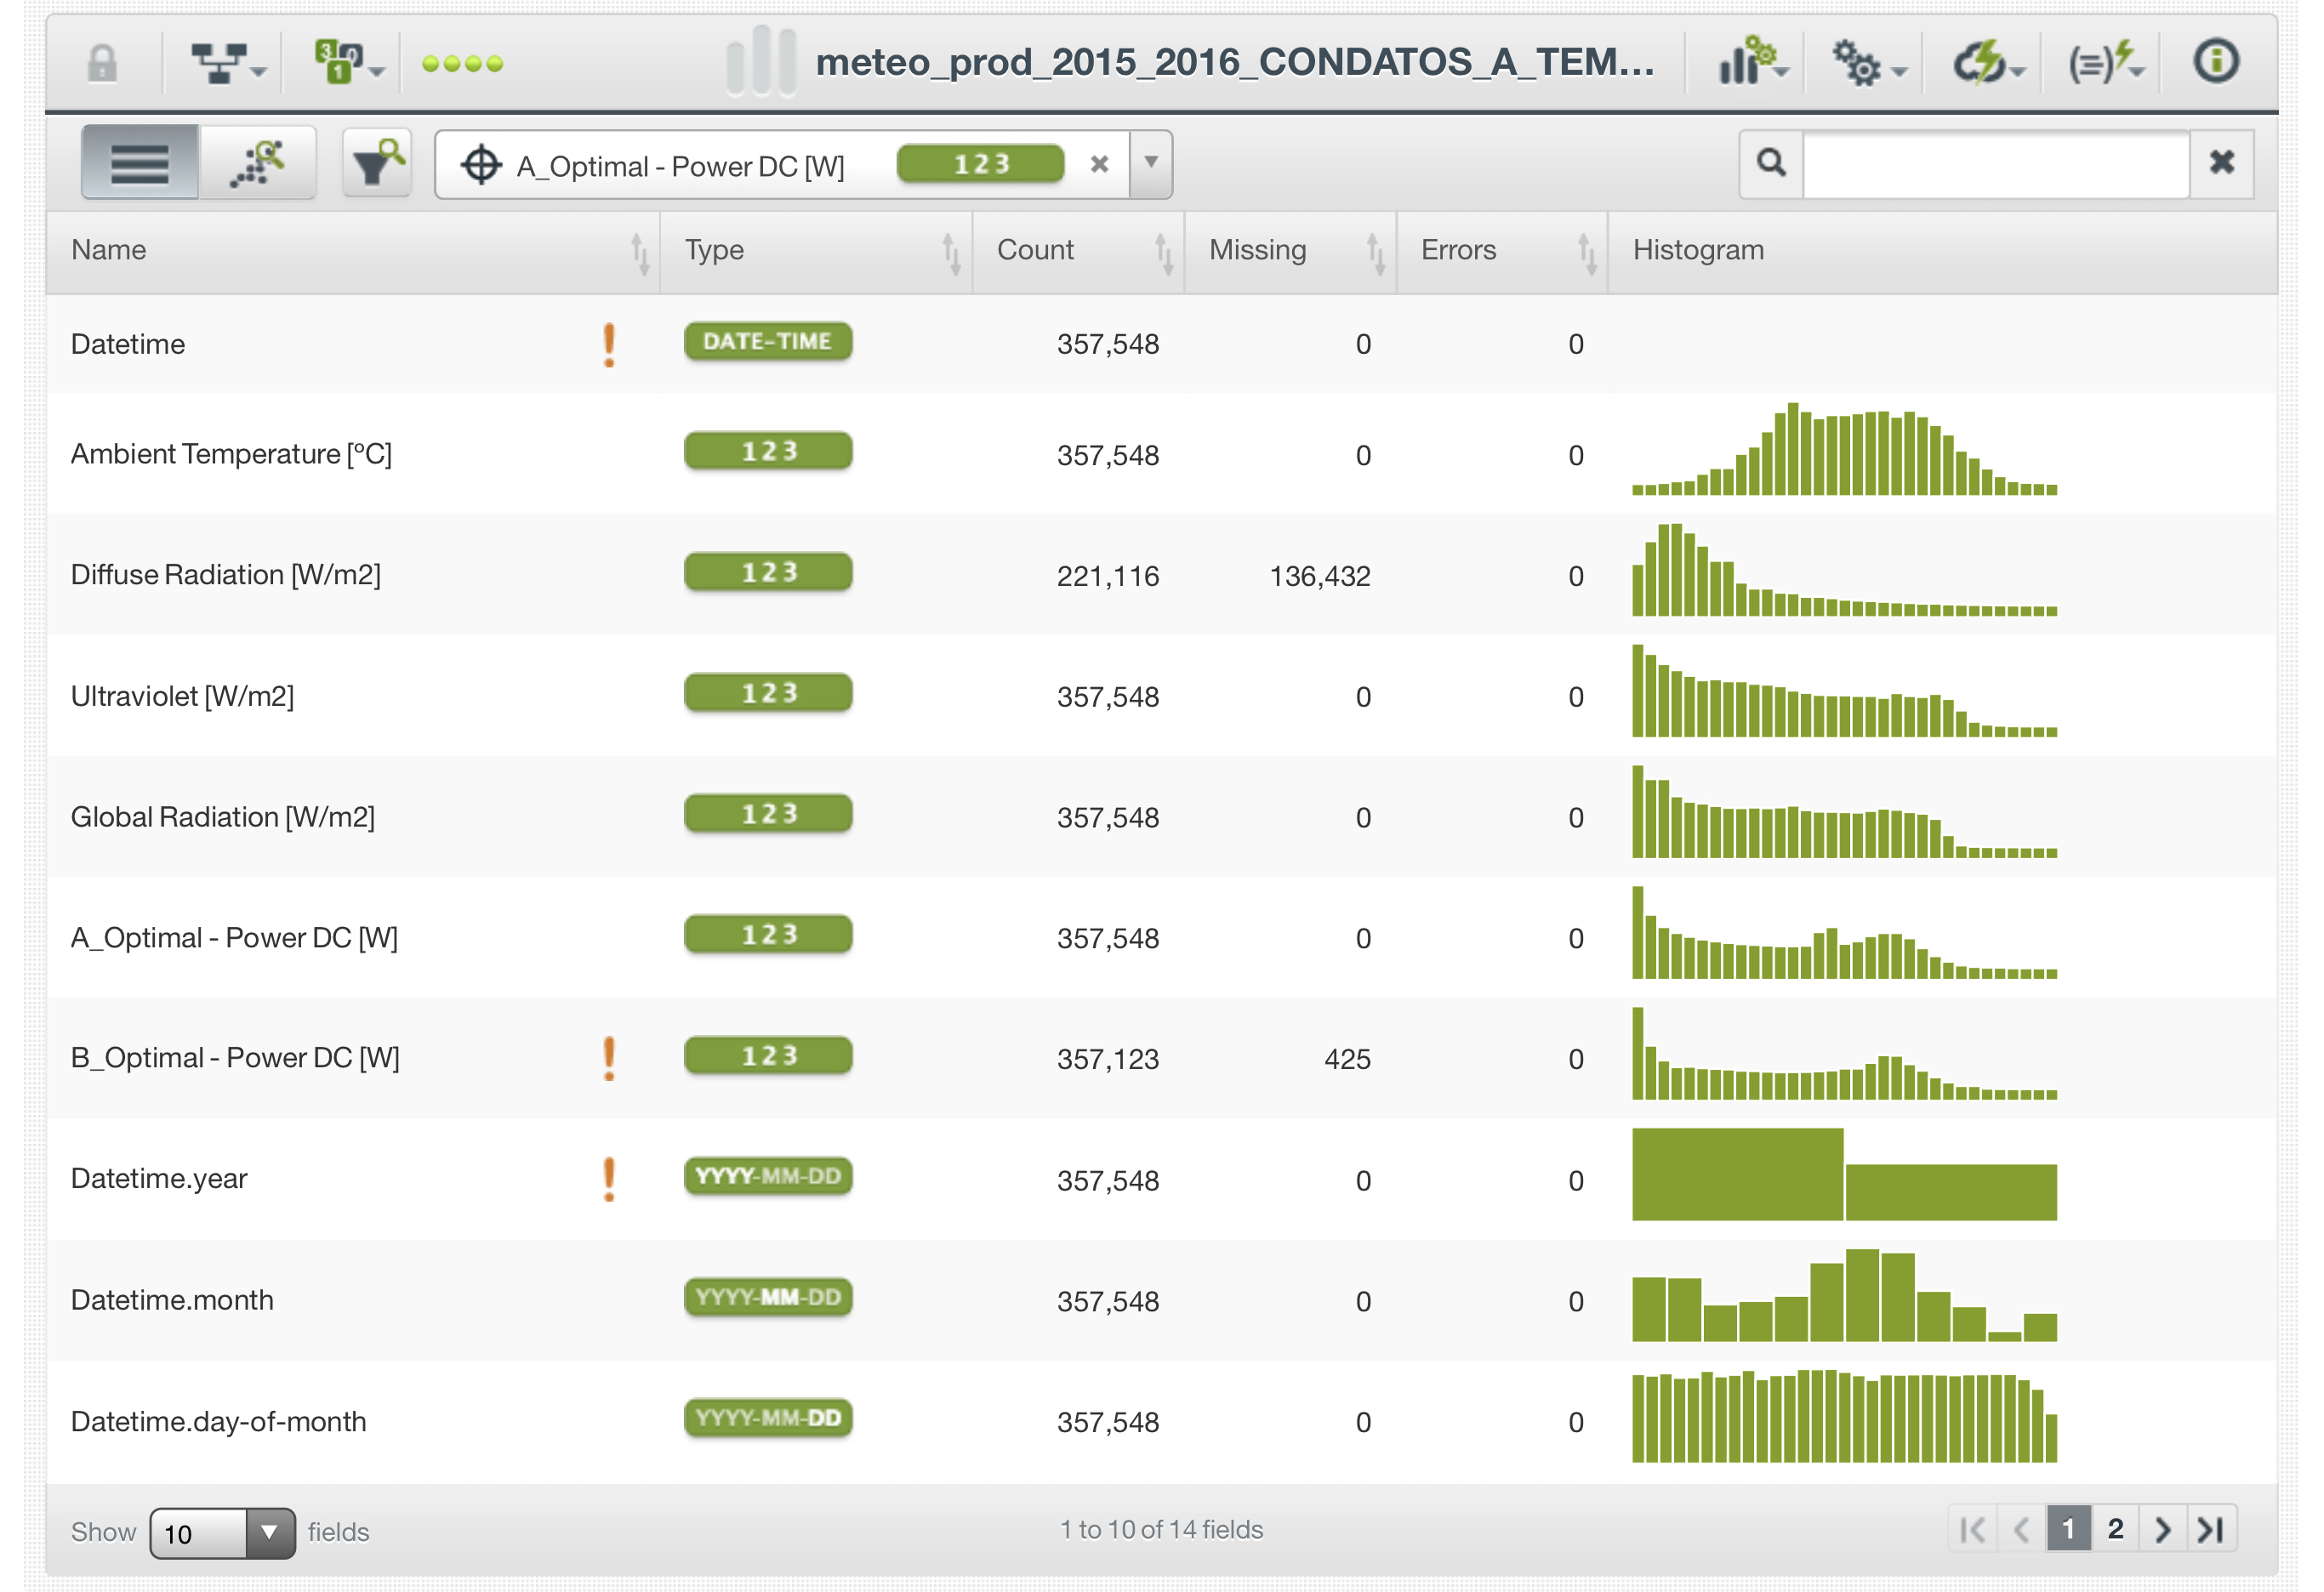 3 0 1 meteo_prod_2015_2016_CONDATOS_A_TEM... (=)
A_Optimal - Power DC [W] 123
Name Type Count Missing Errors Histogram
Datetime DATE-TIME 357,548 0 0
Ambient Temperature [ºC] 123 357,548 0 0
Diffuse Radiation [W/m2] 123 221,116 136,432 0
Ultraviolet [W/m2] 123 357,548 0 0
Global Radiation [W/m2] 123 357,548 0 0
A_Optimal - Power DC [W] 123 357,548 0 0
B_Optimal - Power DC [W] 123 357,123 425 0
Datetime.year YYYY-MM-DD 357,548 0 0
Datetime.month YYYY-MM-DD 357,548 0 0
Datetime.day-of-month YYYY-MM-DD 357,548 0 0
Show 10 fields 1 to 10 of 14 fields 1 2